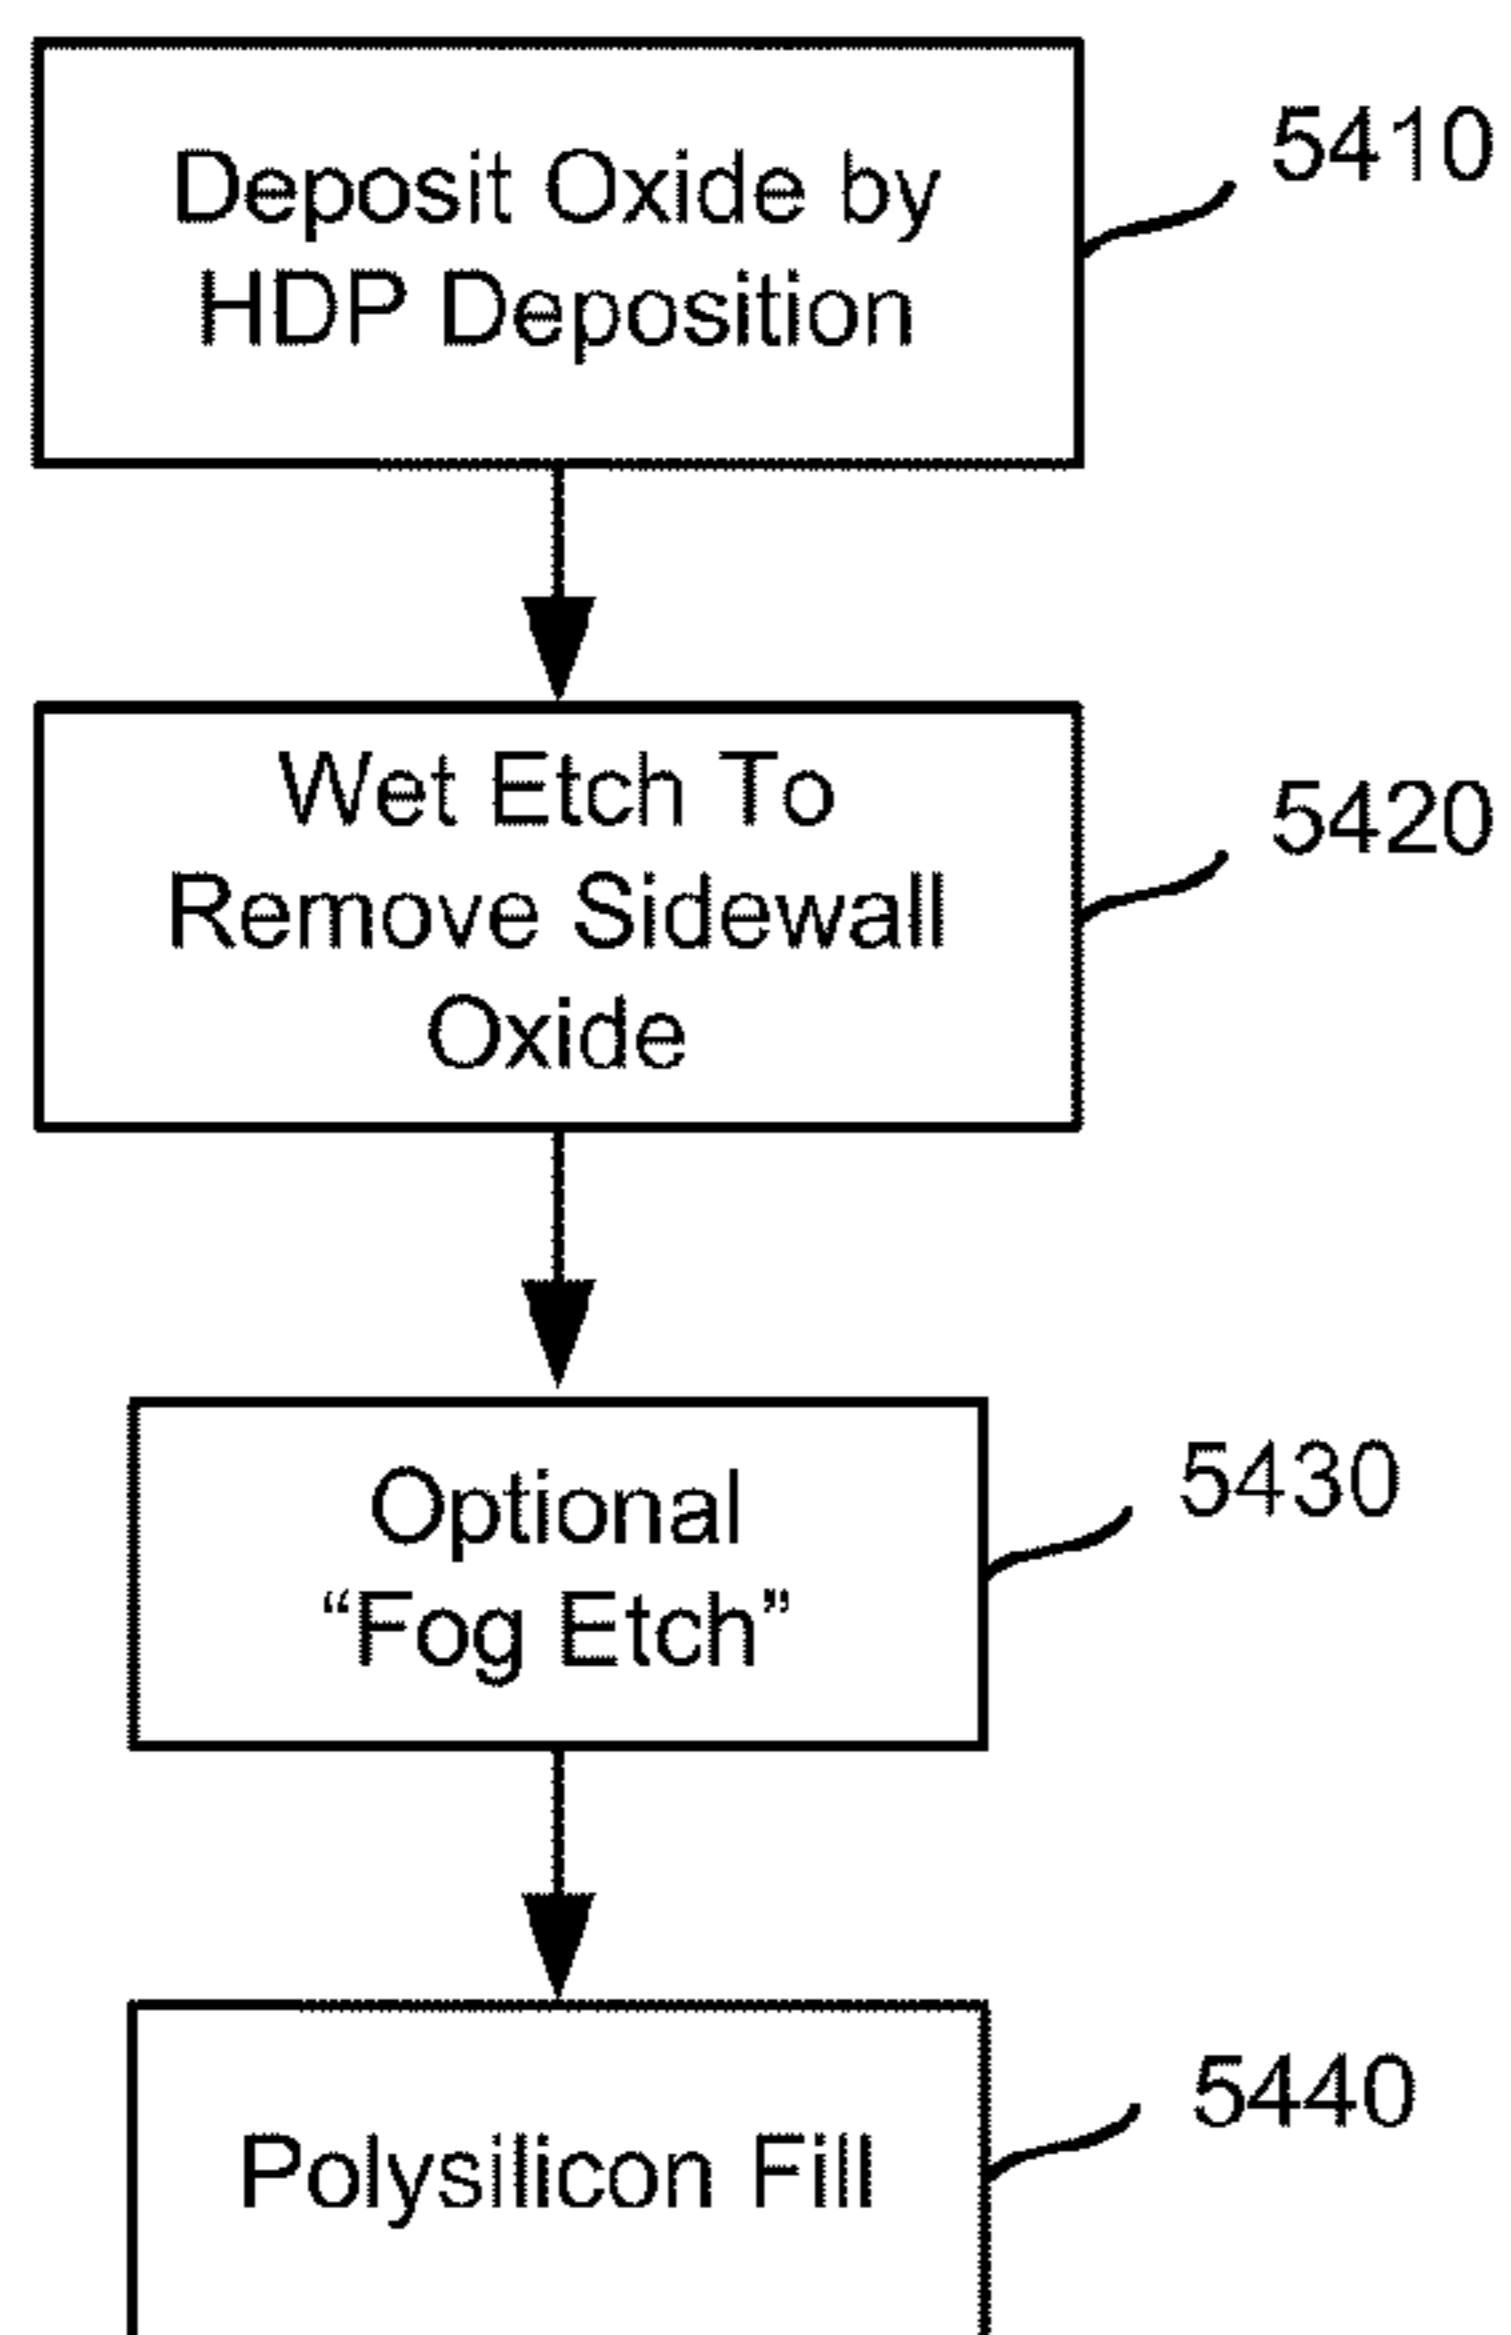 Deposit Oxide by
HDP Deposition
5410
Wet Etch To
Remove Sidewall
Oxide
5420
Optional
“Fog Etch”
5430
Polysilicon Fill
5440